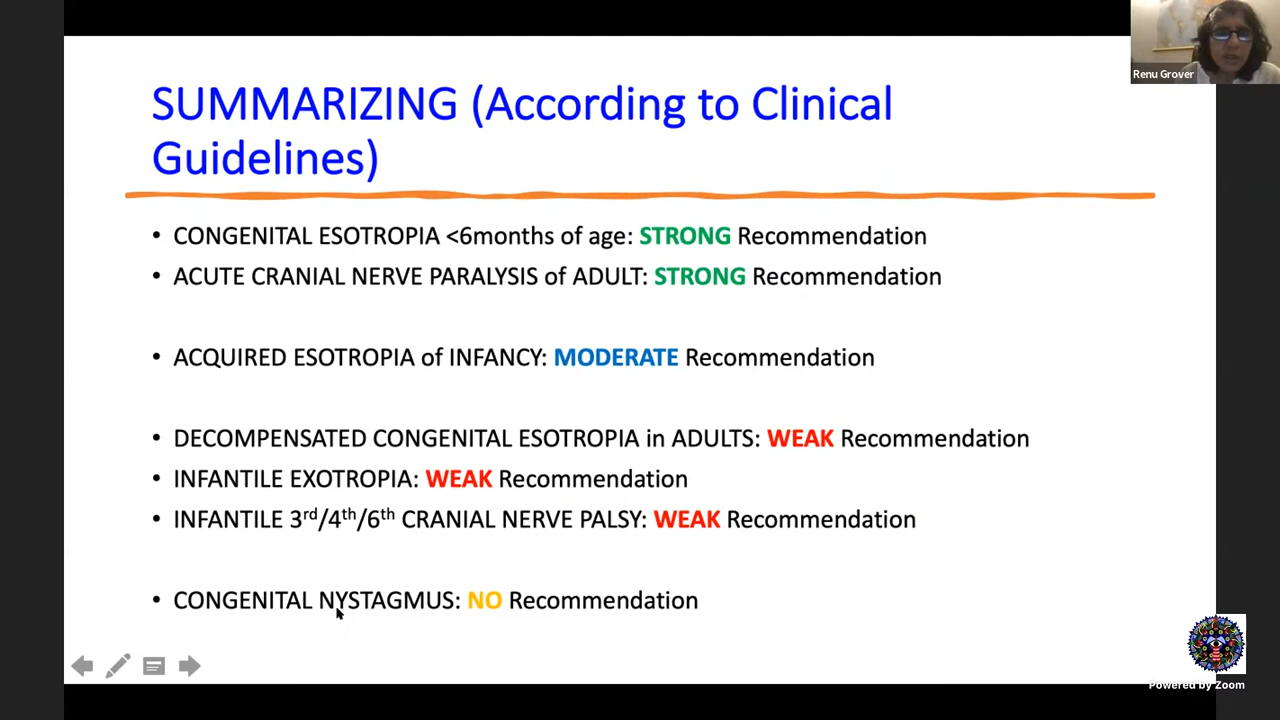 Renu Grover
SUMMARIZING (According to Clinical
Guidelines)
• CONGENITAL ESOTROPIA <6months of age: STRONG Recommendation
• ACUTE CRANIAL NERVE PARALYSIS of ADULT: STRONG Recommendation
• ACQUIRED ESOTROPIA of INFANCY: MODERATE Recommendation
• DECOMPENSATED CONGENITAL ESOTROPIA in ADULTS: WEAK Recommendation
• INFANTILE EXOTROPIA: WEAK Recommendation
• INFANTILE 3rd/4th/6th CRANIAL NERVE PALSY: WEAK Recommendation
• CONGENITAL NYSTAGMUS: NO Recommendation
Powered by Zoom